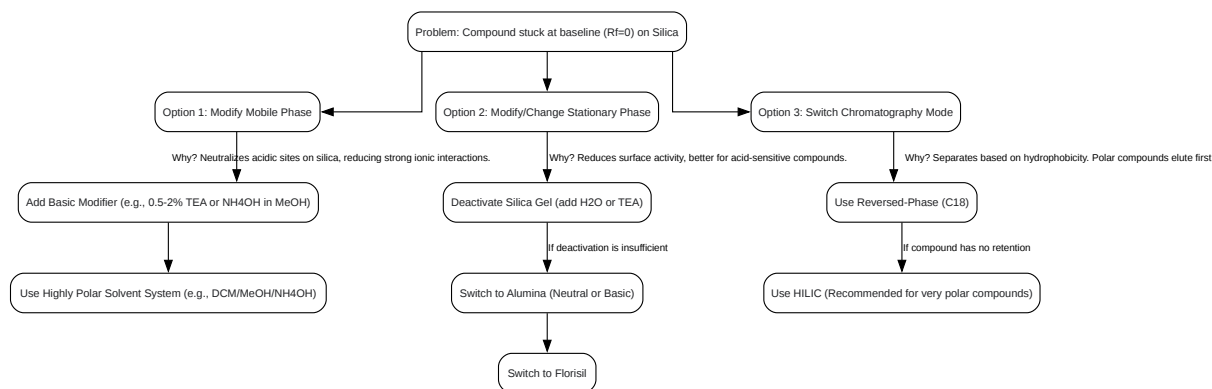 Problem: Compound stuck at baseline (Rf=0) on Silica
Option 1: Modify Mobile Phase
Option 2: Modify/Change Stationary Phase
Option 3: Switch Chromatography Mode
Why? Neutralizes acidic sites on silica, reducing strong ionic interactions.
Why? Reduces surface activity, better for acid-sensitive compounds.
Why? Separates based on hydrophobicity. Polar compounds elute first
Add Basic Modifier (e.g., 0.5-2% TEA or NH4OH in MeOH)
Deactivate Silica Gel (add H2O or TEA)
Use Reversed-Phase (C18)
If deactivation is insufficient
If compound has no retention
Use Highly Polar Solvent System (e.g., DCM/MeOH/NH4OH)
Switch to Alumina (Neutral or Basic)
Use HILIC (Recommended for very polar compounds)
Switch to Florisil